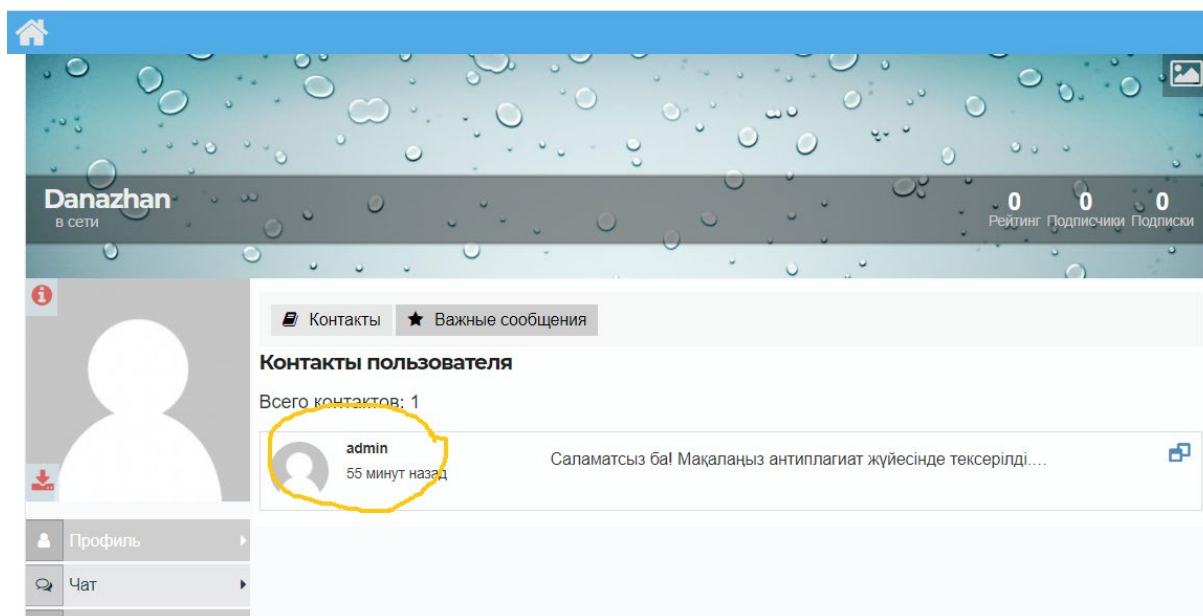 Danazhan
в сети
0 0 0
Рейтинг Подписчики Подписки
Контакты Важные сообщения
Контакты пользователя
Всего контактов: 1
admin
55 минут назад
Саламатсыз ба! Мақалаңыз антиплагиат жүйесінде тексерілді....
Профиль
Чат